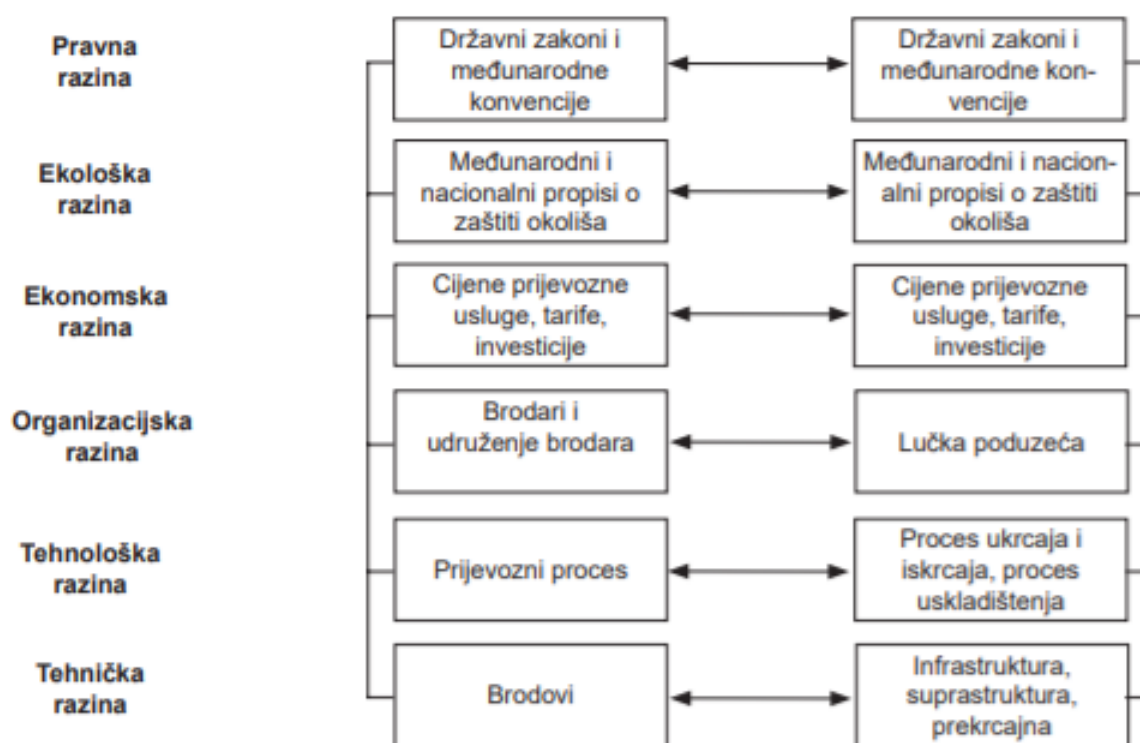 Pravna
razina
Državni zakoni i
međunarodne
konvencije
Državni zakoni i
međunarodne kon-
vencije
Ekološka
razina
Međunarodni i
nacionalni propisi o
zaštiti okoliša
Međunarodni i nacion-
alni propisi o zaštiti
okoliša
Ekonomska
razina
Cijene prijevozne
usluge, tarife,
investicije
Cijene prijevozne
usluge, tarife,
investicije
Organizacijska
razina
Brodari i
udruženje brodara
Lučka poduzeća
Tehnološka
razina
Prijevozni proces
Proces ukrcaja i
iskrcaja, proces
uskladištenja
Tehnička
razina
Brodovi
Infrastruktura,
suprastruktura,
prekrcajna